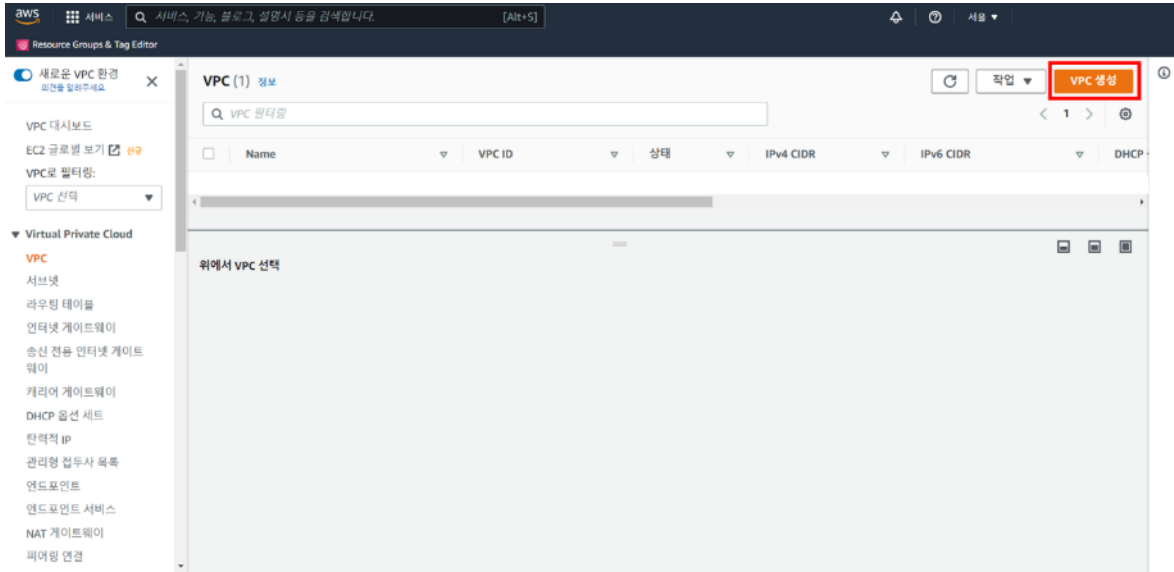 aws
서비스
서비스, 기능, 블로그, 설명서 등을 검색합니다.
[Alt+S]
서울 ▼
Resource Groups & Tag Editor
새로운 VPC 환경
의견을 알려주세요
VPC 대시보드
EC2 글로벌 보기 신규
VPC로 필터링:
VPC 선택
Virtual Private Cloud
VPC
서브넷
라우팅 테이블
인터넷 게이트웨이
송신 전용 인터넷 게이트
웨이
캐리어 게이트웨이
DHCP 옵션 세트
탄력적 IP
관리형 접두사 목록
엔드포인트
엔드포인트 서비스
NAT 게이트웨이
피어링 연결
VPC (1) 정보
작업 ▼
VPC 생성
VPC 필터링
< 1 >
Name
VPC ID
상태
IPv4 CIDR
IPv6 CIDR
DHCP
위에서 VPC 선택